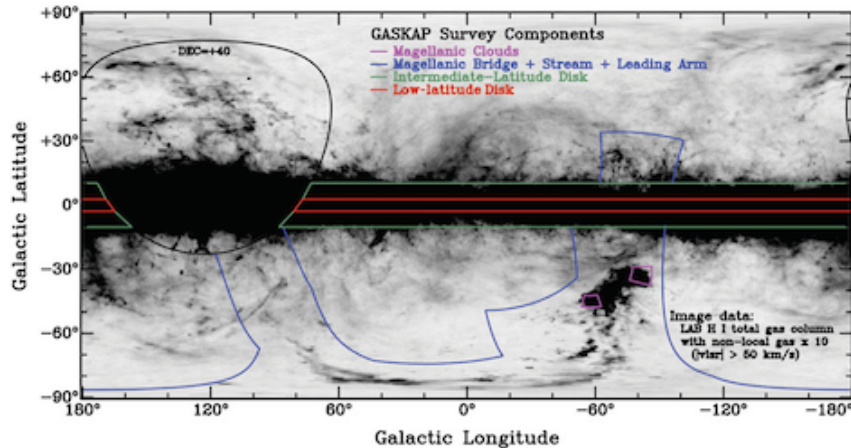 +90°
+60°
+30°
0°
−30°
−60°
−90°
Galactic Latitude
DEC=+40
GASKAP Survey Components
Magellanic Clouds
Magellanic Bridge + Stream + Leading Arm
Intermediate-Latitude Disk
Low-latitude Disk
Image data:
LAB H I total gas column
with non-local gas x 10
(|vlsr| > 50 km/s)
180° 120° 60° 0° −60° −120° −180°
Galactic Longitude